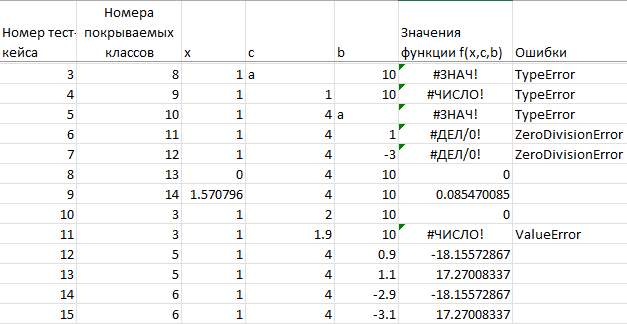 Номер тест-кейса Номера покрываемых классов x c b Значения функции f(x,c,b) Ошибки
3 8 1 a 10 #ЗНАЧ! TypeError
4 9 1 1 10 #ЧИСЛО! TypeError
5 10 1 4 a #ЗНАЧ! TypeError
6 11 1 4 1 #ДЕЛ/0! ZeroDivisionError
7 12 1 4 -3 #ДЕЛ/0! ZeroDivisionError
8 13 0 4 10 0
9 14 1.570796 4 10 0.085470085
10 3 1 2 10 0
11 3 1 1.9 10 #ЧИСЛО! ValueError
12 5 1 4 0.9 -18.15572867
13 5 1 4 1.1 17.27008337
14 6 1 4 -2.9 -18.15572867
15 6 1 4 -3.1 17.27008337